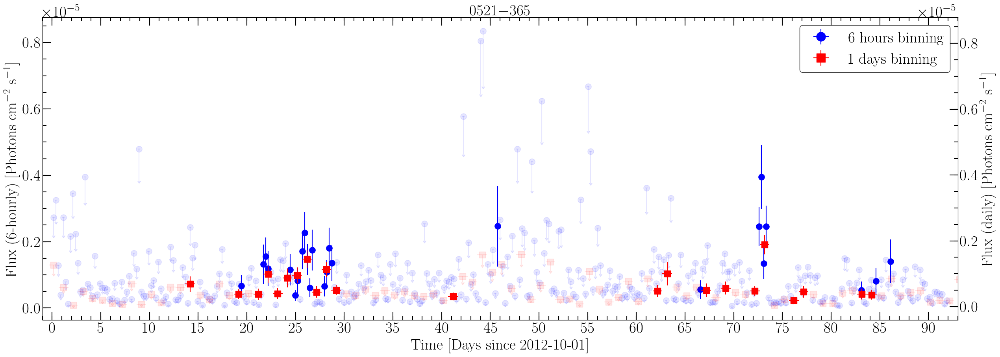 0521−365
×10⁻⁵
×10⁻⁵
6 hours binning
1 days binning
Flux (6-hourly) [Photons cm⁻² s⁻¹]
0.8
0.6
0.4
0.2
0.0
Flux (daily) [Photons cm⁻² s⁻¹]
0.8
0.6
0.4
0.2
0.0
0 5 10 15 20 25 30 35 40 45 50 55 60 65 70 75 80 85 90
Time [Days since 2012-10-01]